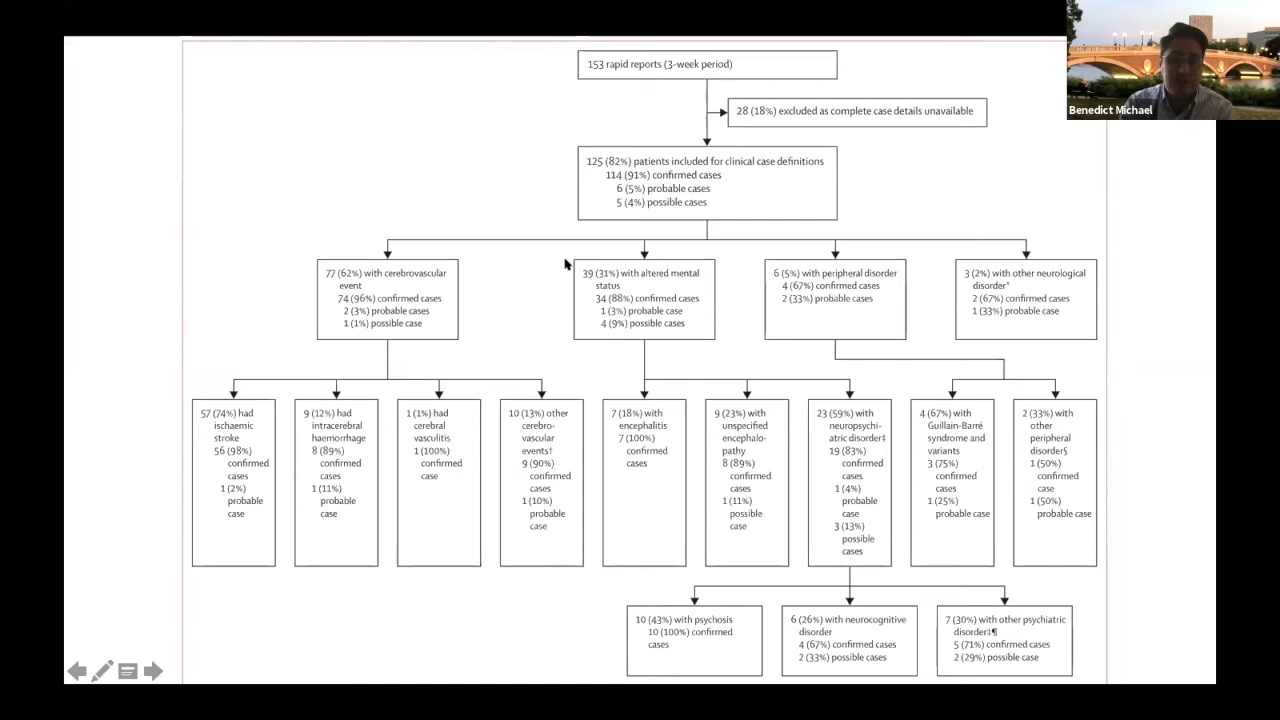 153 rapid reports (3-week period)
Benedict Michael
28 (18%) excluded as complete case details unavailable
125 (82%) patients included for clinical case definitions
114 (91%) confirmed cases
6 (5%) probable cases
5 (4%) possible cases
77 (62%) with cerebrovascular
event
74 (96%) confirmed cases
2 (3%) probable cases
1 (1%) possible case
39 (31%) with altered mental
status
34 (88%) confirmed cases
1 (3%) probable case
4 (9%) possible cases
6 (5%) with peripheral disorder
4 (67%) confirmed cases
2 (33%) probable cases
3 (2%) with other neurological
disorder*
2 (67%) confirmed cases
1 (33%) probable case
57 (74%) had
ischaemic
stroke
56 (98%)
confirmed
cases
1 (2%)
probable
case
9 (12%) had
intracerebral
haemorrhage
8 (89%)
confirmed
cases
1 (11%)
probable
case
1 (1%) had
cerebral
vasculitis
1 (100%)
confirmed
case
10 (13%) other
cerebro-
vascular
events†
9 (90%)
confirmed
cases
1 (10%)
probable
case
7 (18%) with
encephalitis
7 (100%)
confirmed
cases
9 (23%) with
unspecified
encephalo-
pathy
8 (89%)
confirmed
cases
1 (11%)
possible
case
23 (59%) with
neuropsychi-
atric disorder‡
19 (83%)
confirmed
cases
1 (4%)
probable
case
3 (13%)
possible
cases
4 (67%) with
Guillain-Barré
syndrome and
variants
3 (75%)
confirmed
cases
1 (25%)
probable case
2 (33%) with
other
peripheral
disorder§
1 (50%)
confirmed
case
1 (50%)
probable case
10 (43%) with psychosis
10 (100%) confirmed
cases
6 (26%) with neurocognitive
disorder
4 (67%) confirmed cases
2 (33%) possible cases
7 (30%) with other psychiatric
disorder‡¶
5 (71%) confirmed cases
2 (29%) possible case